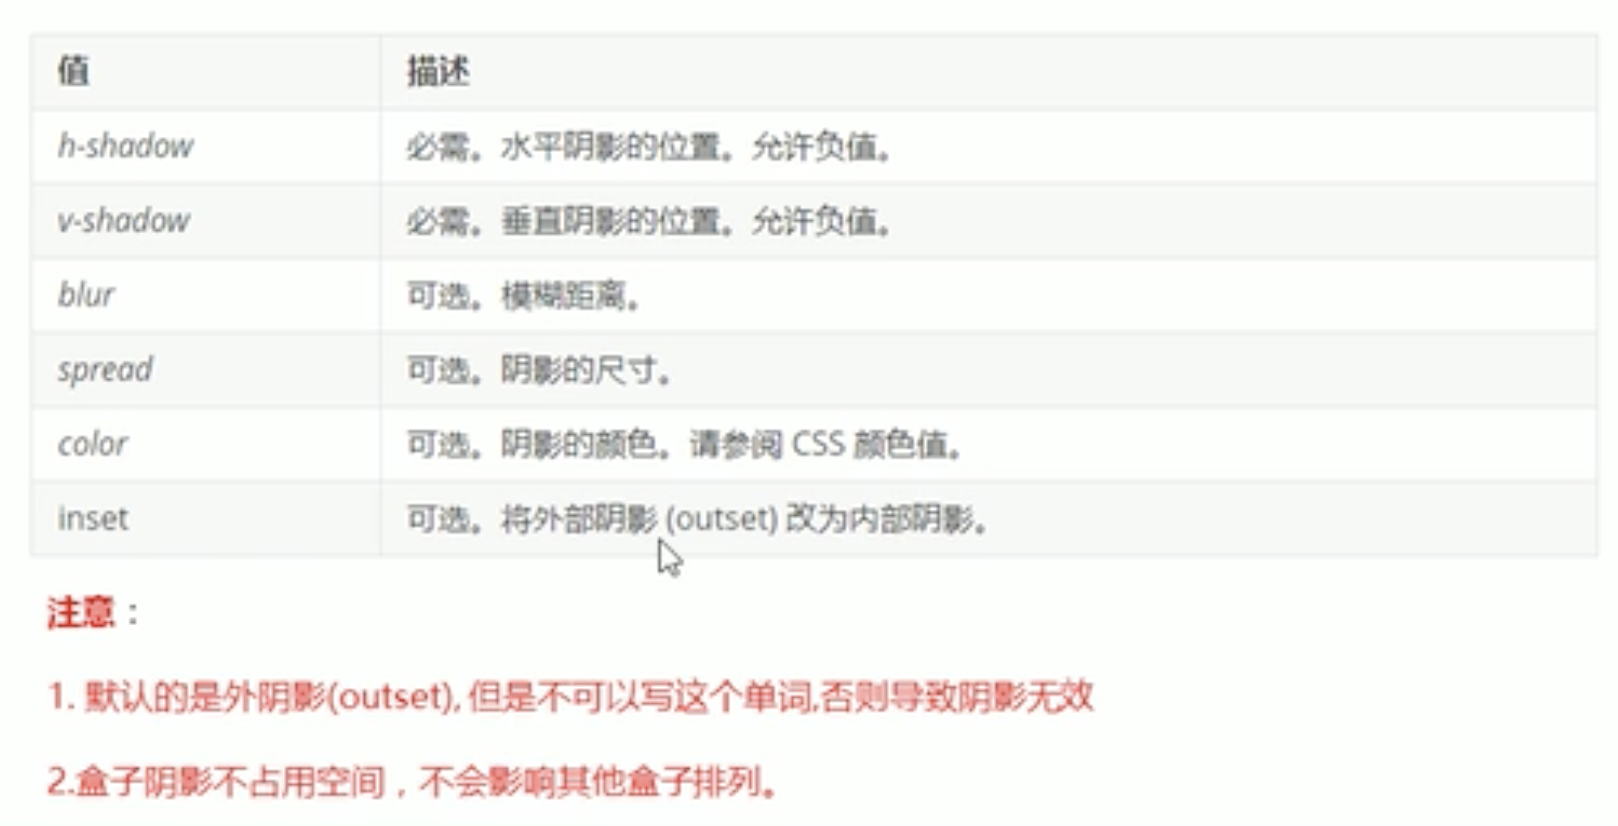 值 描述
h-shadow 必需。水平阴影的位置。允许负值。
v-shadow 必需。垂直阴影的位置。允许负值。
blur 可选。模糊距离。
spread 可选。阴影的尺寸。
color 可选。阴影的颜色。请参阅 CSS 颜色值。
inset 可选。将外部阴影 (outset) 改为内部阴影。
注意：
1. 默认的是外阴影(outset), 但是不可以写这个单词,否则导致阴影无效
2.盒子阴影不占用空间，不会影响其他盒子排列。